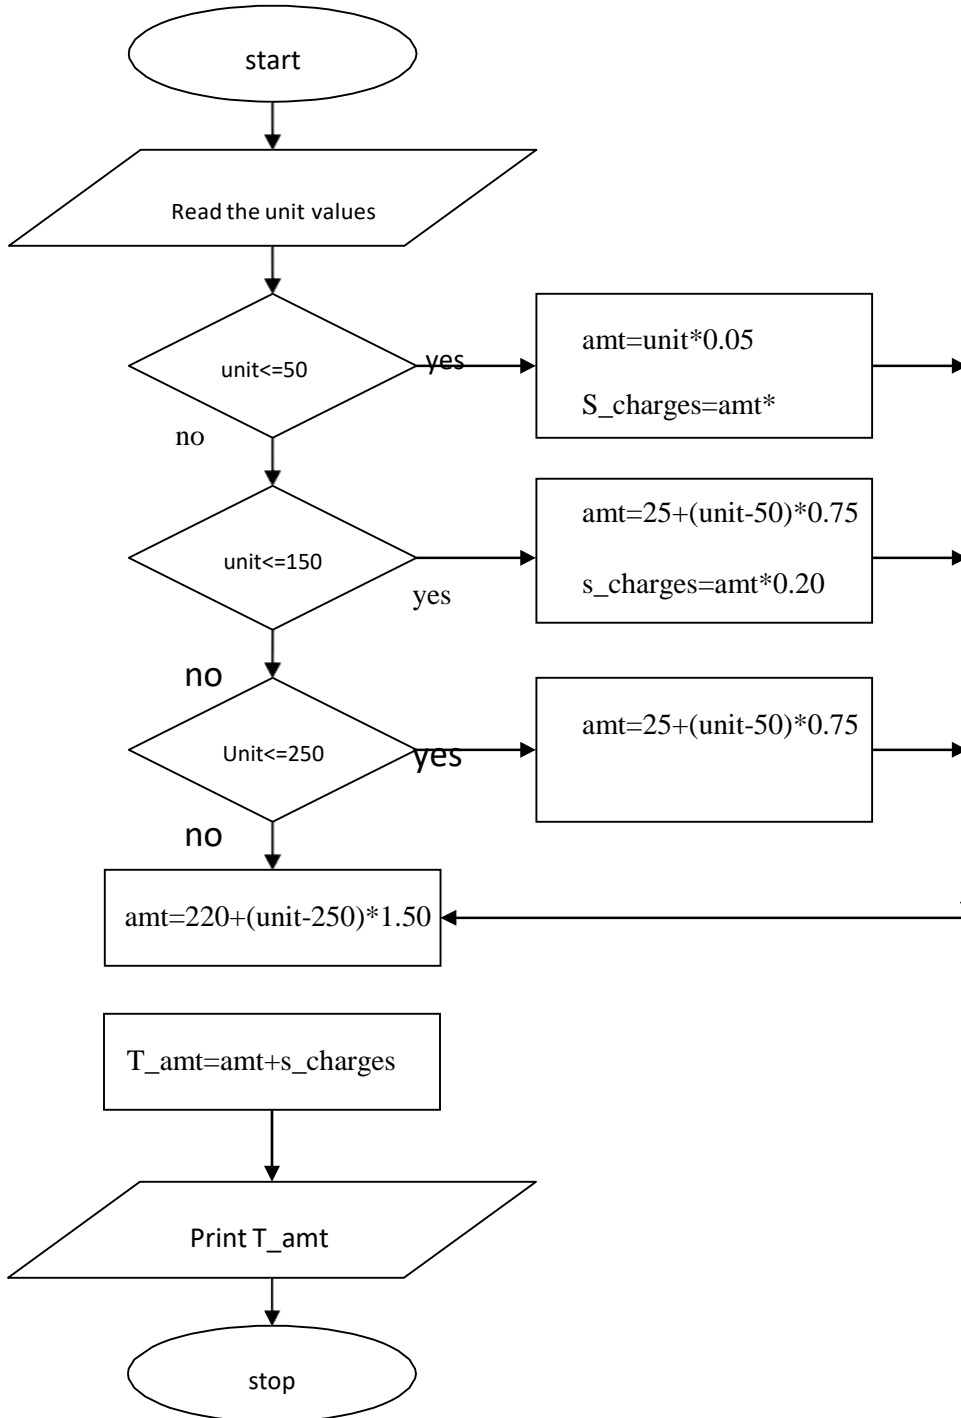 start
Read the unit values
unit<=50
yes
amt=unit*0.05
S_charges=amt*
no
unit<=150
yes
amt=25+(unit-50)*0.75
s_charges=amt*0.20
no
Unit<=250
yes
amt=25+(unit-50)*0.75
no
amt=220+(unit-250)*1.50
T_amt=amt+s_charges
Print T_amt
stop